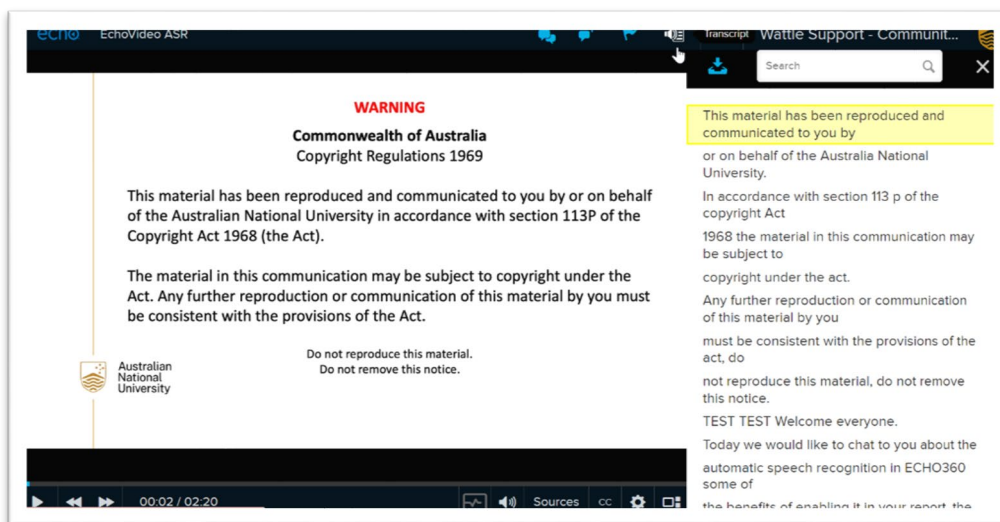 echo EchoVideo ASR
Transcript Wattle Support - Communit...
Search
WARNING
Commonwealth of Australia
Copyright Regulations 1969
This material has been reproduced and communicated to you by or on behalf
of the Australian National University in accordance with section 113P of the
Copyright Act 1968 (the Act).
The material in this communication may be subject to copyright under the
Act. Any further reproduction or communication of this material by you must
be consistent with the provisions of the Act.
Do not reproduce this material.
Do not remove this notice.
Australian
National
University
This material has been reproduced and
communicated to you by
or on behalf of the Australia National
University.
In accordance with section 113 p of the
copyright Act
1968 the material in this communication may
be subject to
copyright under the act.
Any further reproduction or communication
of this material by you
must be consistent with the provisions of the
act, do
not reproduce this material, do not remove
this notice.
TEST TEST Welcome everyone.
Today we would like to chat to you about the
automatic speech recognition in ECHO360
some of
the benefits of enabling it in your report, the
00:02 / 02:20
Sources CC